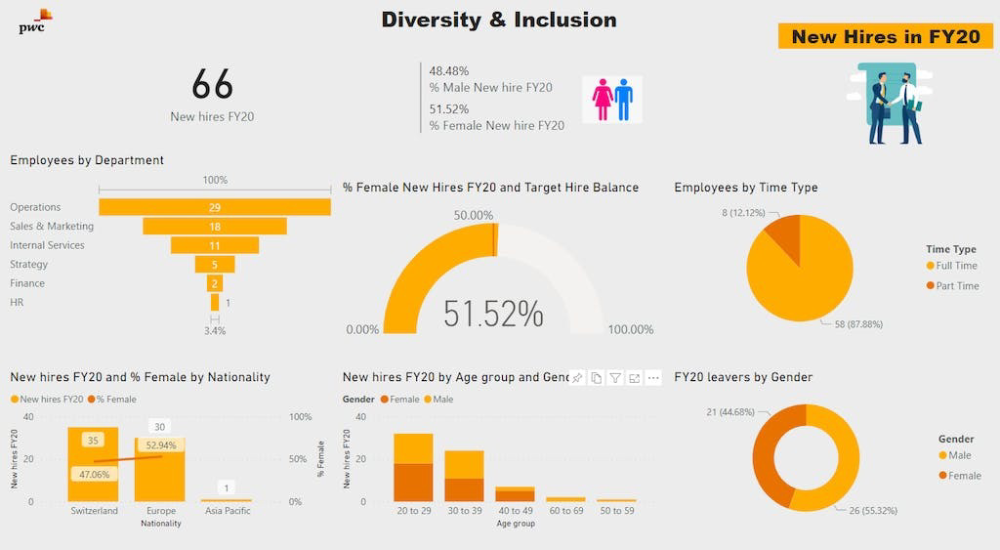 pwc
Diversity & Inclusion
New Hires in FY20
66
New hires FY20
48.48%
% Male New hire FY20
51.52%
% Female New hire FY20
Employees by Department
100%
Operations 29
Sales & Marketing 18
Internal Services 11
Strategy 5
Finance 2
HR 1
3.4%
% Female New Hires FY20 and Target Hire Balance
50.00%
51.52%
0.00% 100.00%
Employees by Time Type
8 (12.12%)
58 (87.88%)
Time Type
Full Time
Part Time
New hires FY20 and % Female by Nationality
New hires FY20 % Female
New hires FY20
40
20
0
35
30
1
47.06%
52.94%
100%
50%
0%
% Female
Switzerland Europe Asia Pacific
Nationality
New hires FY20 by Age group and Gend
Gender Female Male
New hires FY20
40
20
0
20 to 29 30 to 39 40 to 49 60 to 69 50 to 59
Age group
FY20 leavers by Gender
21 (44.68%)
26 (55.32%)
Gender
Male
Female